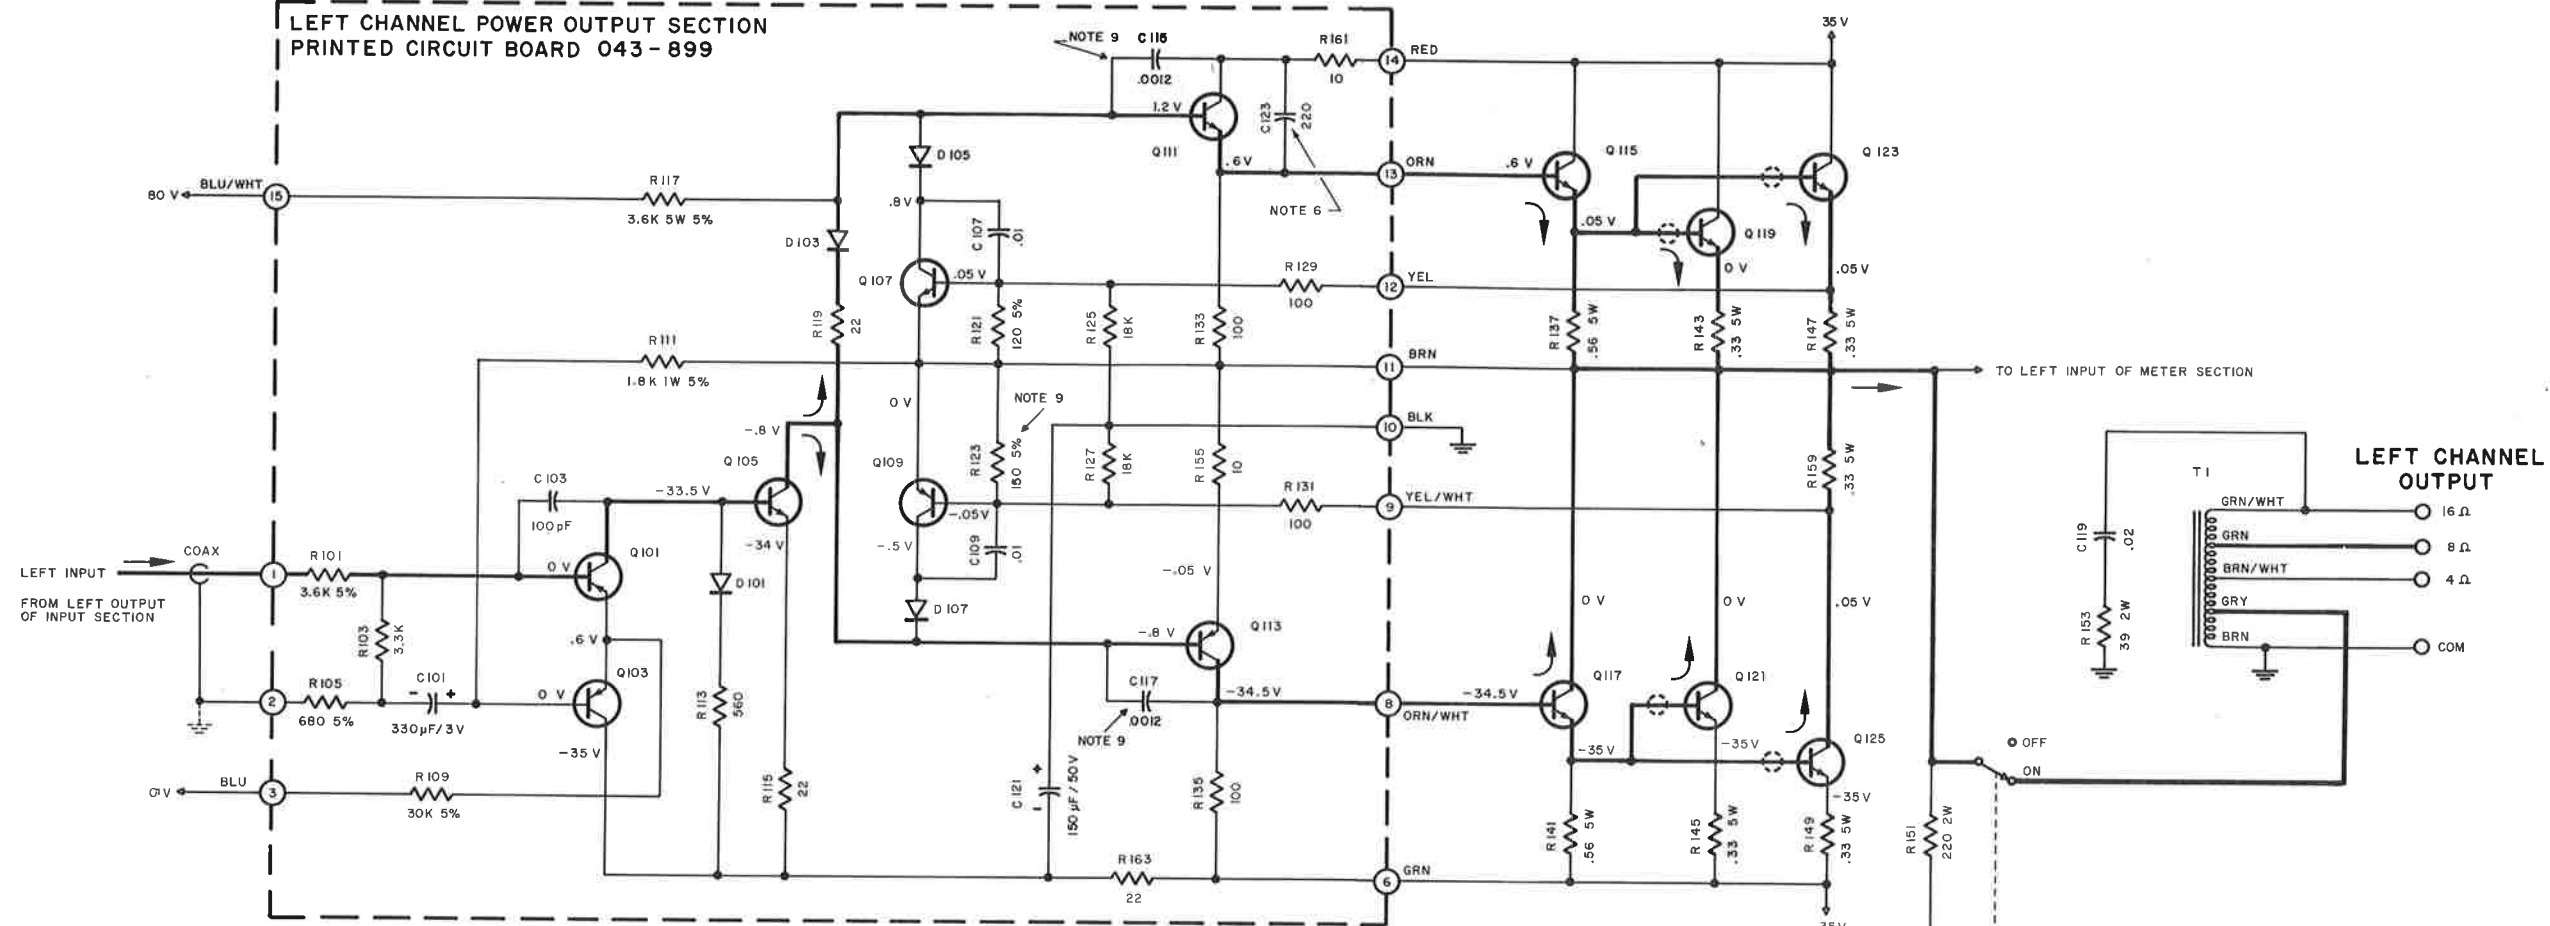 LEFT CHANNEL POWER OUTPUT SECTION
PRINTED CIRCUIT BOARD 043-899
NOTE 9
C115
.0012
R161
10
14
RED
35 V
1.2 V
Q111
C123
220
D105
.6 V
13
ORN
.6 V
Q115
Q123
80 V
BLU/WHT
15
R117
3.6K 5W 5%
.8 V
NOTE 6
C107
.01
.05 V
Q119
D103
Q107
.05 V
R129
100
12
YEL
0 V
.05 V
R119
22
R121
120 5%
R125
18K
R133
100
R137
.56 5W
R143
.33 5W
R147
.33 5W
R111
1.8K 1W 5%
11
BRN
TO LEFT INPUT OF METER SECTION
0 V
NOTE 9
-.8 V
10
BLK
Q105
Q109
R123
150 5%
R127
18K
R155
10
R159
.33 5W
LEFT CHANNEL
OUTPUT
T1
C103
100pF
-33.5 V
-.05V
R131
100
9
YEL/WHT
GRN/WHT
16 Ω
-34 V
-.5 V
C109
.01
C119
.02
GRN
8 Ω
LEFT INPUT
COAX
1
R101
3.6K 5%
0 V
Q101
D101
-.05 V
BRN/WHT
4 Ω
FROM LEFT OUTPUT
OF INPUT SECTION
D107
0 V
0 V
.05 V
GRY
R103
3.3K
.6 V
-.8 V
Q113
R153
39 2W
BRN
COM
2
R105
680 5%
C101
- +
330µF/3V
0 V
Q103
R113
560
C117
.0012
-34.5V
8
ORN/WHT
-34.5 V
Q117
Q121
NOTE 9
-35 V
-35V
-35V
Q125
OFF
ON
BLU
3
R109
30K 5%
R115
22
C121
+
-
150 µF/50V
R135
100
-35V
R141
.56 5W
R145
.33 5W
R149
.33 5W
R151
220 2W
R163
22
6
GRN